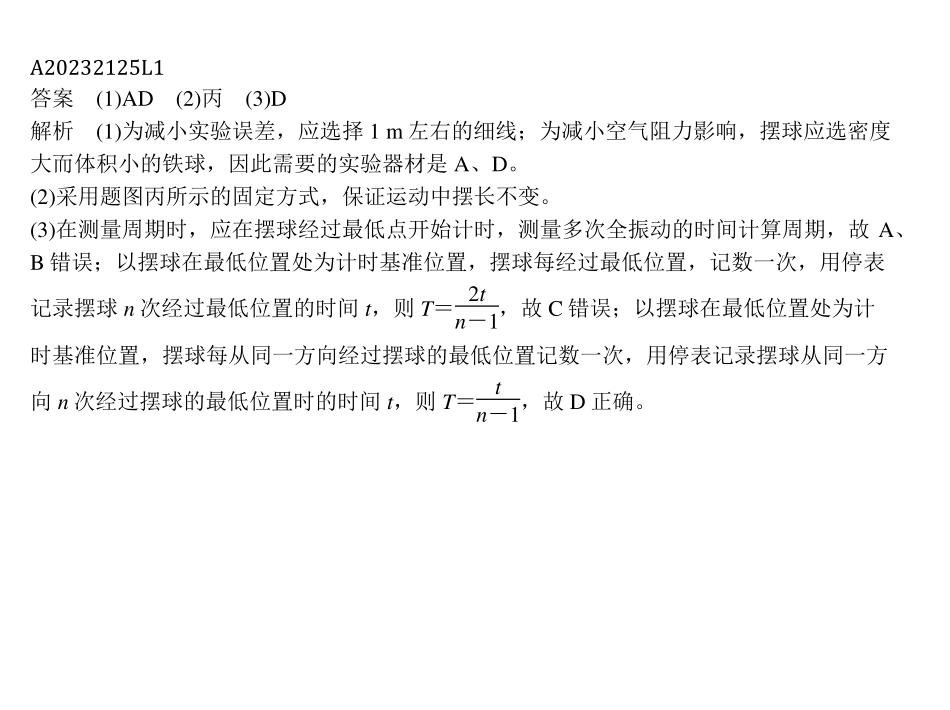 A20232125L1
答案　(1)AD　(2)丙　(3)D
解析　(1)为减小实验误差，应选择 1 m 左右的细线；为减小空气阻力影响，摆球应选密度
大而体积小的铁球，因此需要的实验器材是 A、D。
(2)采用题图丙所示的固定方式，保证运动中摆长不变。
(3)在测量周期时，应在摆球经过最低点开始计时，测量多次全振动的时间计算周期，故 A、
B 错误；以摆球在最低位置处为计时基准位置，摆球每经过最低位置，记数一次，用停表
记录摆球 n 次经过最低位置的时间 t，则 T＝2t/(n－1)，故 C 错误；以摆球在最低位置处为计
时基准位置，摆球每从同一方向经过摆球的最低位置记数一次，用停表记录摆球从同一方
向 n 次经过摆球的最低位置时的时间 t，则 T＝t/(n－1)，故 D 正确。